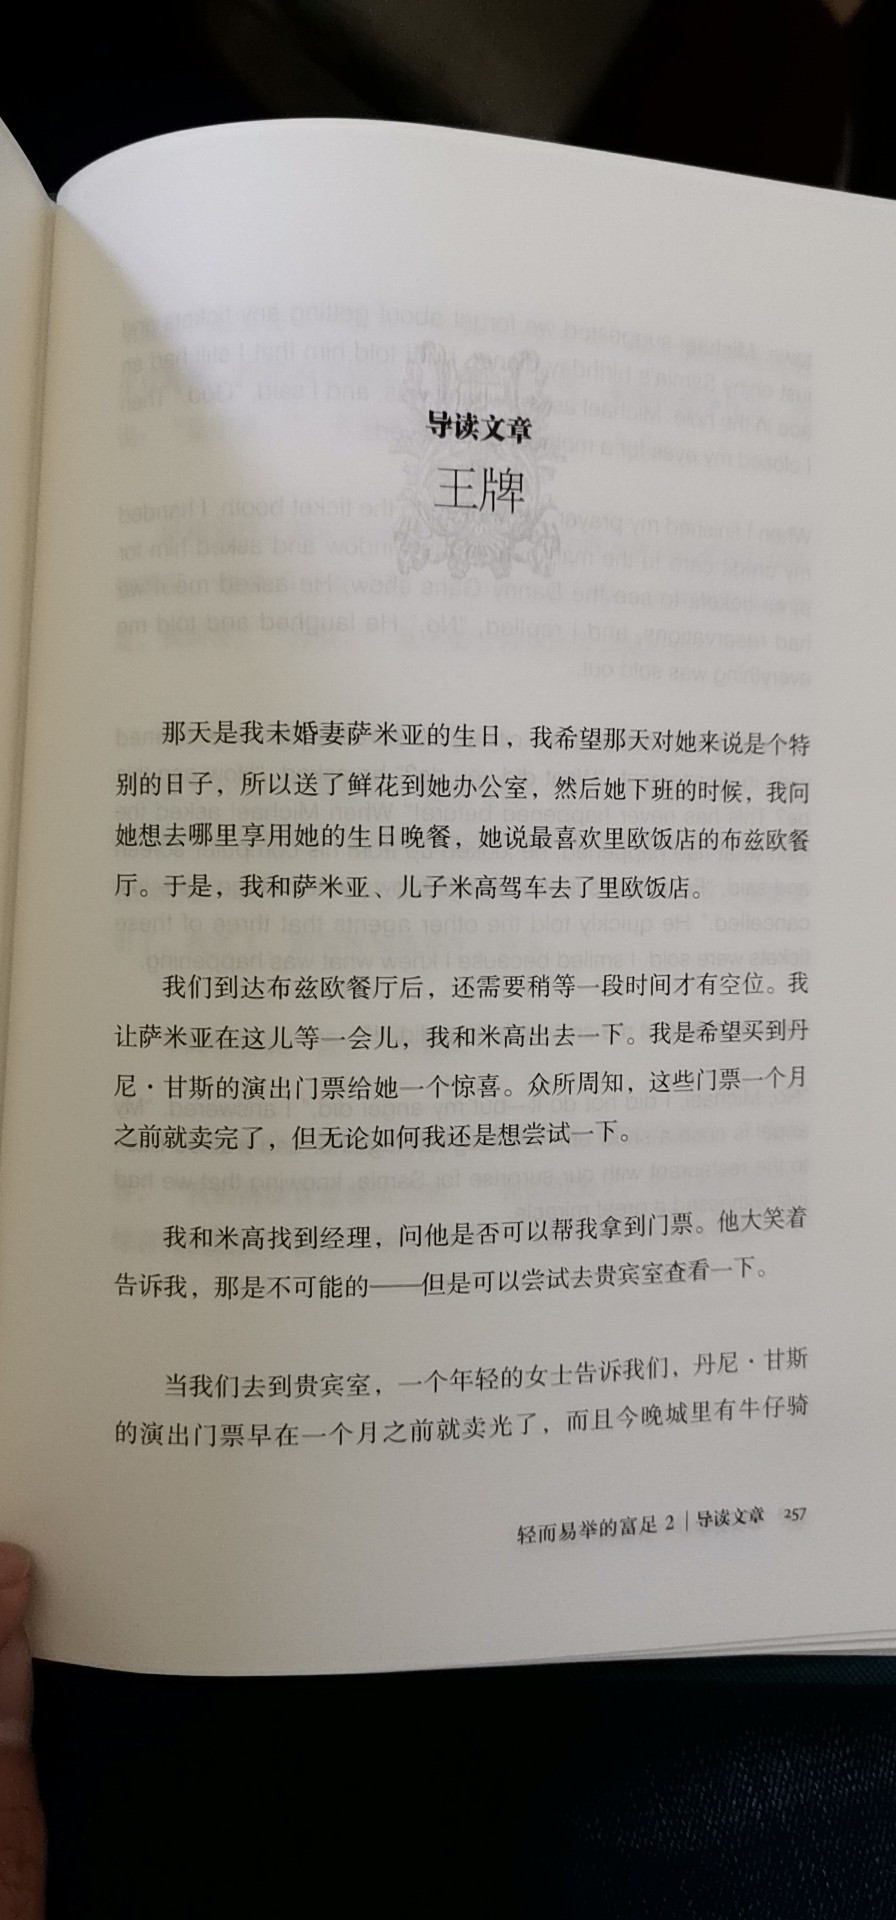 导读文章
王牌
那天是我未婚妻萨米亚的生日，我希望那天对她来说是个特
别的日子，所以送了鲜花到她办公室，然后她下班的时候，我问
她想去哪里享用她的生日晚餐，她说最喜欢里欧饭店的布兹欧餐
厅。于是，我和萨米亚、儿子米高驾车去了里欧饭店。
我们到达布兹欧餐厅后，还需要稍等一段时间才有空位。我
让萨米亚在这儿等一会儿，我和米高出去一下。我是希望买到丹
尼·甘斯的演出门票给她一个惊喜。众所周知，这些门票一个月
之前就卖完了，但无论如何我还是想尝试一下。
我和米高找到经理，问他是否可以帮我拿到门票。他大笑着
告诉我，那是不可能的——但是可以尝试去贵宾室查看一下。
当我们去到贵宾室，一个年轻的女士告诉我们，丹尼·甘斯
的演出门票早在一个月之前就卖光了，而且今晚城里有牛仔骑
轻而易举的富足 2 | 导读文章 257